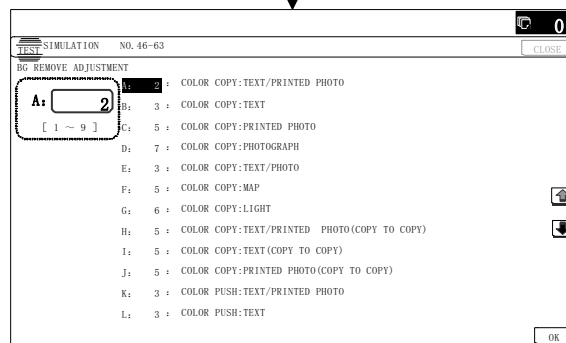 0
TEST SIMULATION NO.46-63
CLOSE
BG REMOVE ADJUSTMENT
A: 2
[ 1 ~ 9 ]
A: 2 : COLOR COPY:TEXT/PRINTED PHOTO
B: 3 : COLOR COPY:TEXT
C: 5 : COLOR COPY:PRINTED PHOTO
D: 7 : COLOR COPY:PHOTOGRAPH
E: 3 : COLOR COPY:TEXT/PHOTO
F: 5 : COLOR COPY:MAP
G: 6 : COLOR COPY:LIGHT
H: 5 : COLOR COPY:TEXT/PRINTED PHOTO(COPY TO COPY)
I: 5 : COLOR COPY:TEXT(COPY TO COPY)
J: 5 : COLOR COPY:PRINTED PHOTO(COPY TO COPY)
K: 3 : COLOR PUSH:TEXT/PRINTED PHOTO
L: 3 : COLOR PUSH:TEXT
OK